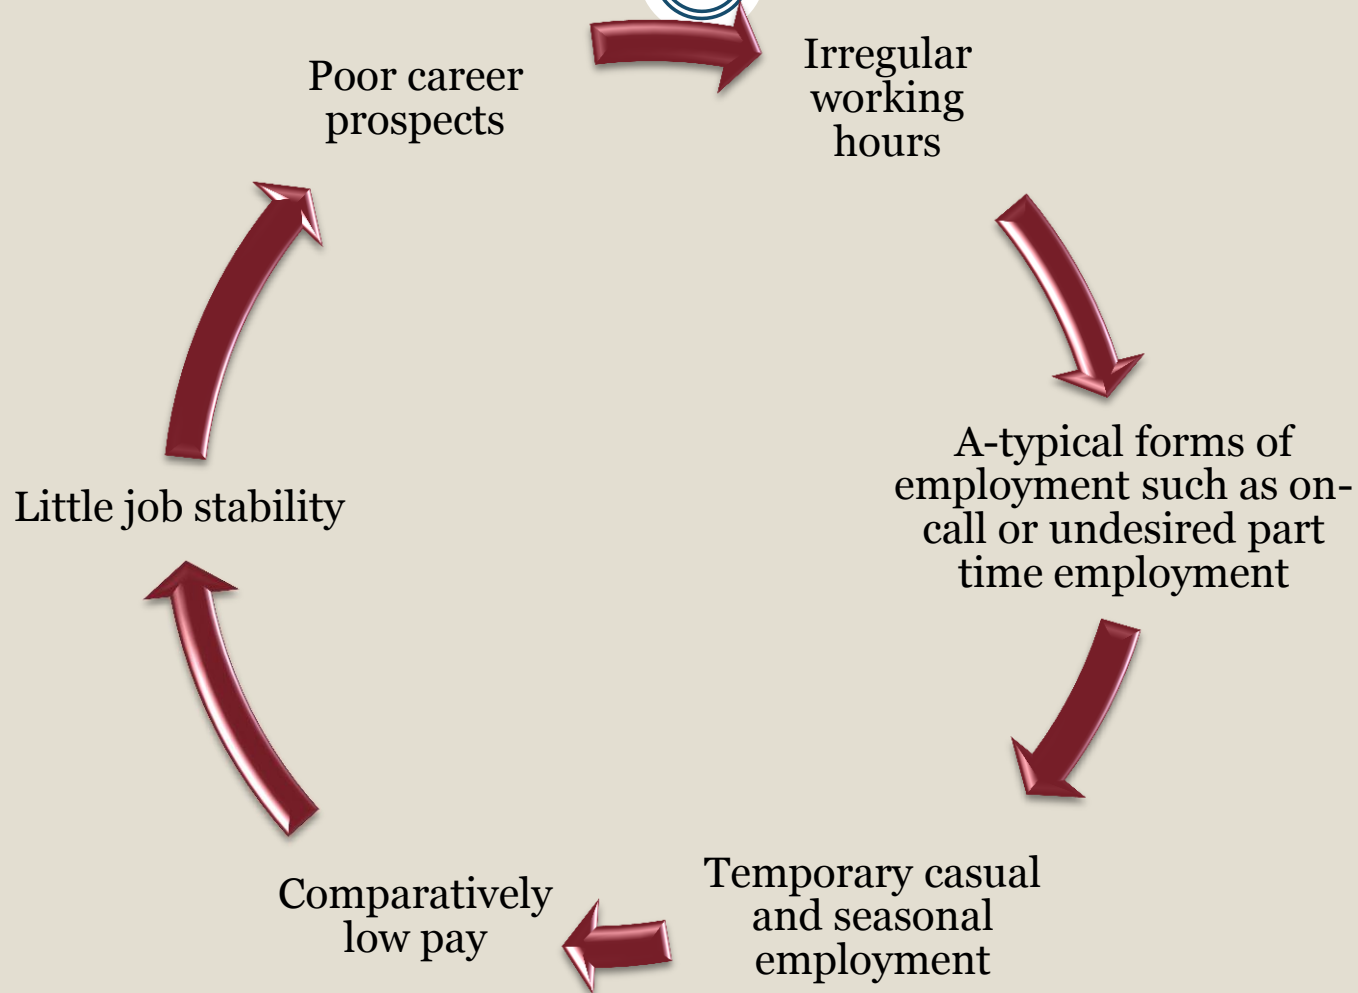 Poor career
prospects
Irregular
working
hours
A-typical forms of
employment such as on-
call or undesired part
time employment
Temporary casual
and seasonal
employment
Comparatively
low pay
Little job stability